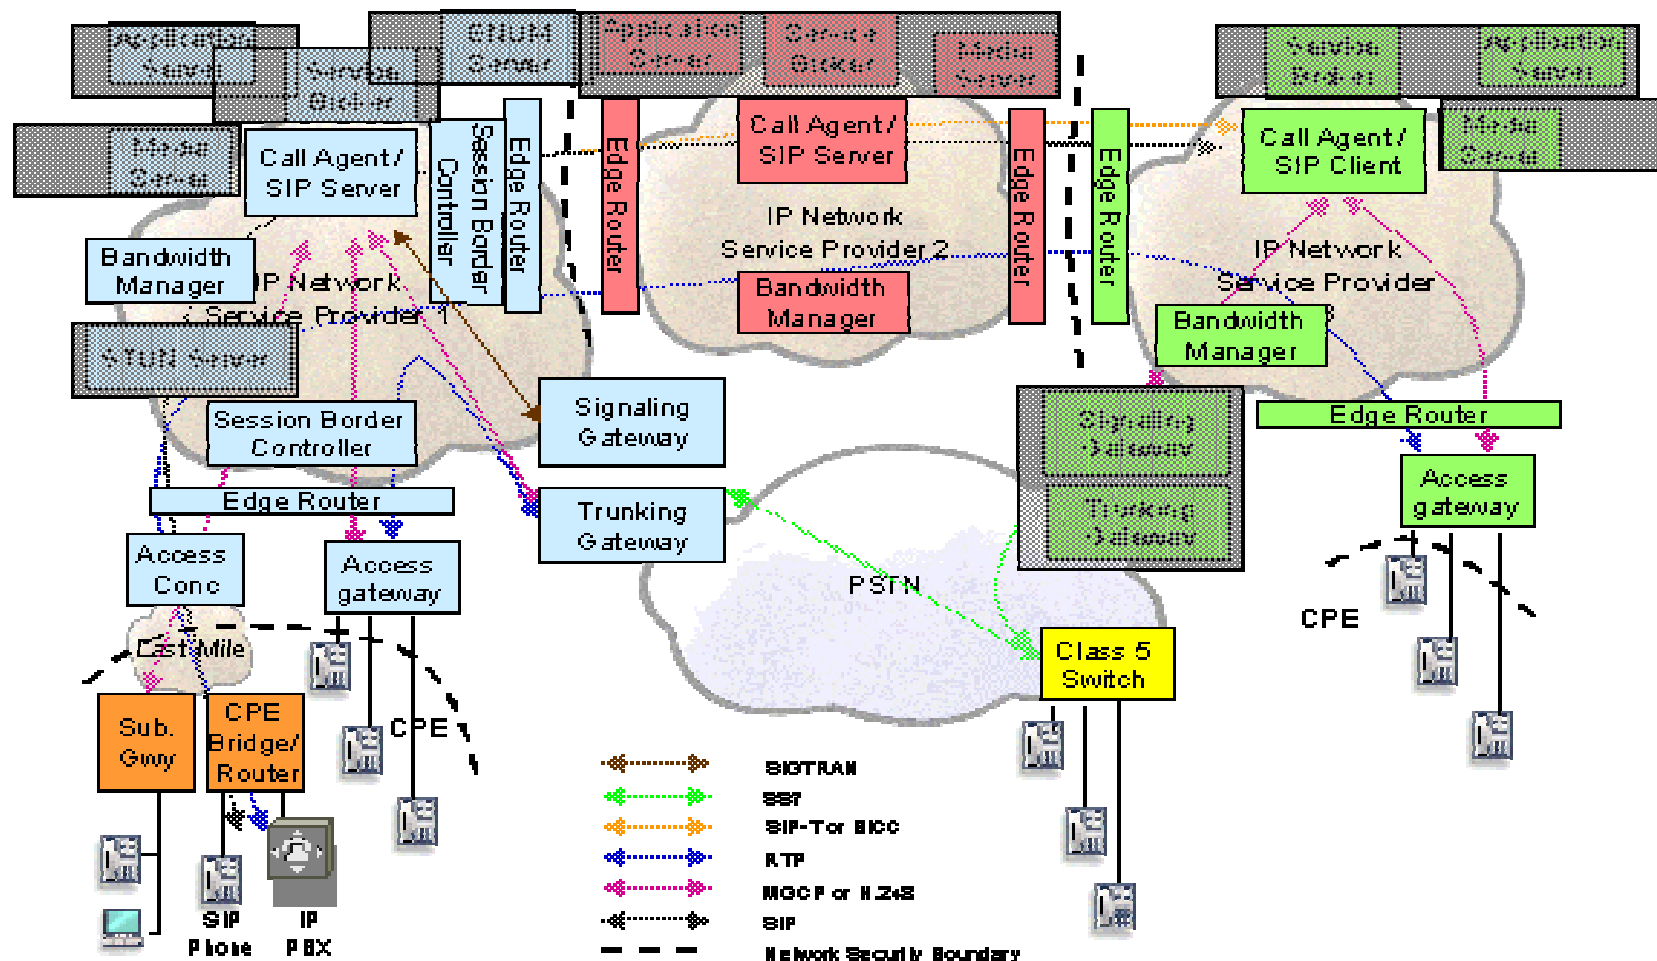 Application
Server
Service
Broker
ENUM
Server
Application
Server
Service
Broker
Media
Server
Service
Broker
Application
Server
Media
Server
Media
Server
Call Agent/
SIP Server
Session Border
Controller
Edge Router
Edge Router
Call Agent/
SIP Server
Edge Router
Edge Router
Call Agent/
SIP Client
IP Network
Service Provider 2
Bandwidth
Manager
Bandwidth
Manager
IP Network
Service Provider 1
IP Network
Service Provider
3
Bandwidth
Manager
STUN Server
Signaling
Gateway
Session Border
Controller
Edge Router
Trunking
Gateway
Signaling
Gateway
Trunking
Gateway
Edge Router
Access
gateway
Access
Conc
Access
gateway
PSTN
CPE
Last Mile
Class 5
Switch
Sub.
Gwy
CPE
Bridge/
Router
CPE
SIP
Phone
IP
PBX
SIGTRAN
SS7
SIP-T or BICC
RTP
MGCP or H.248
SIP
Network Security Boundary